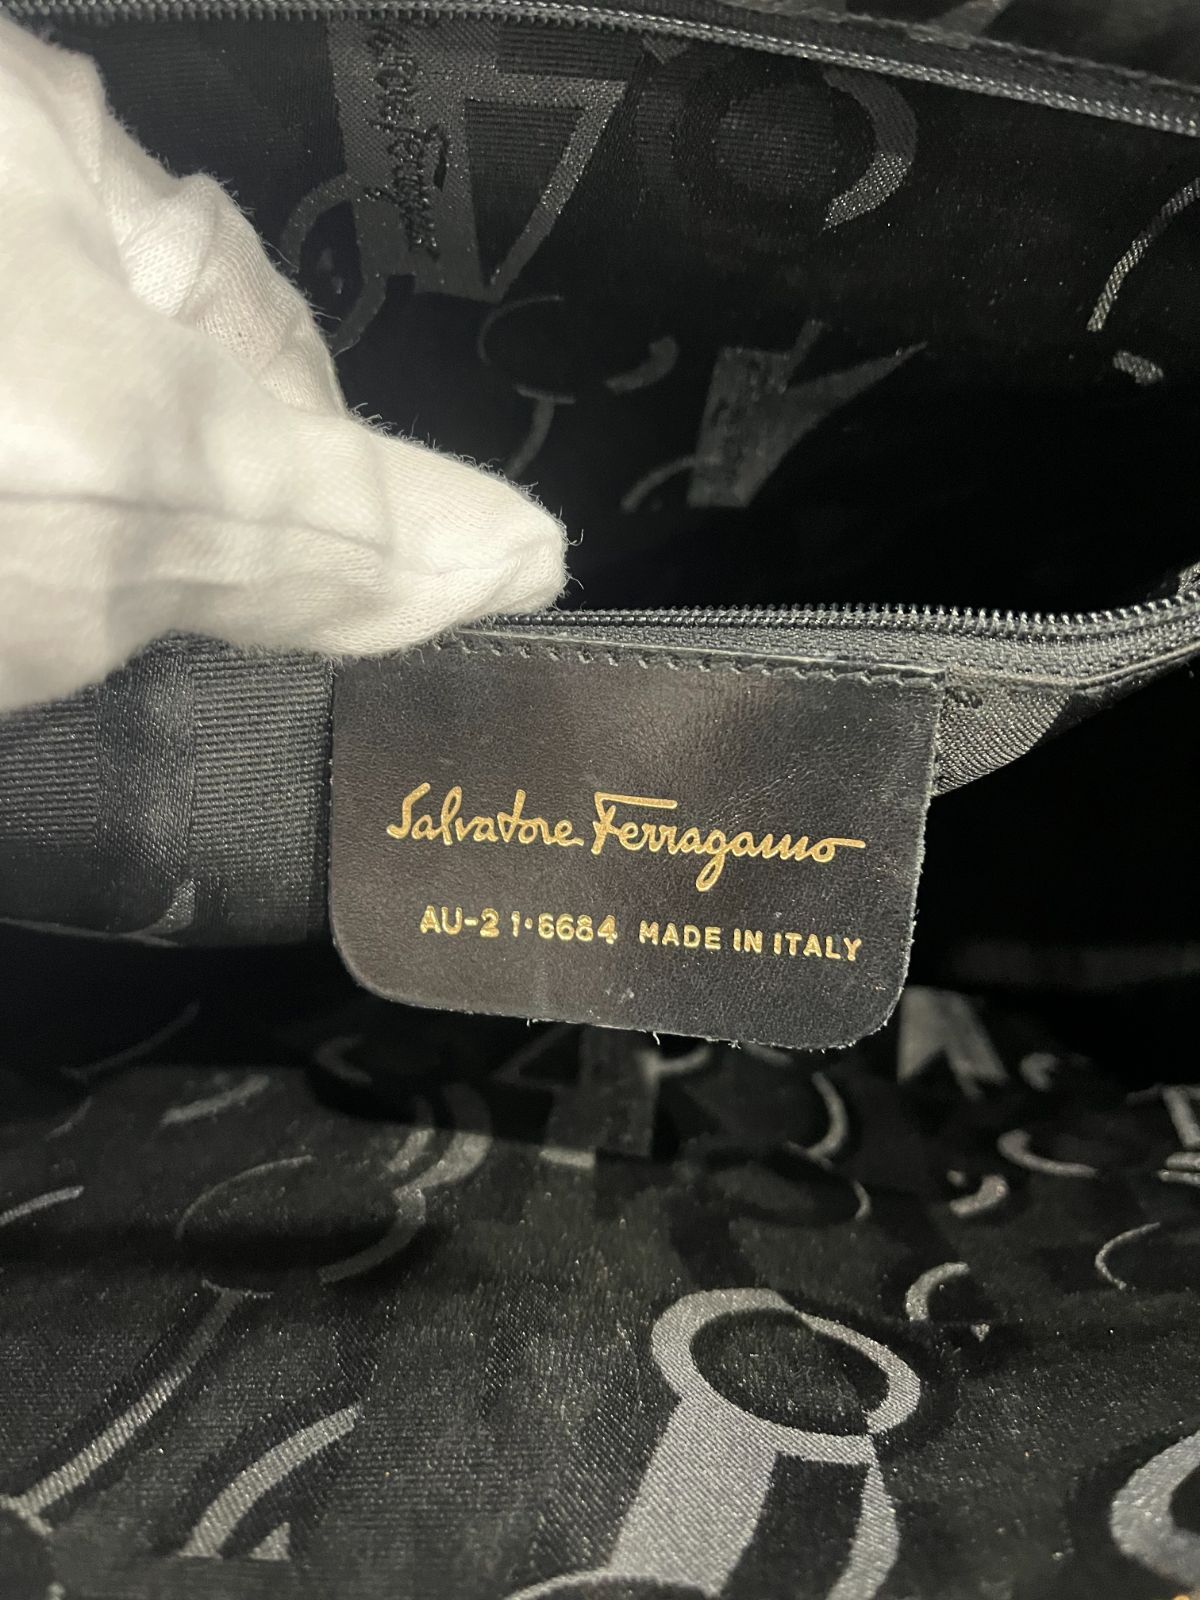 Salvatore Ferragamo
AU-21·6684 MADE IN ITALY